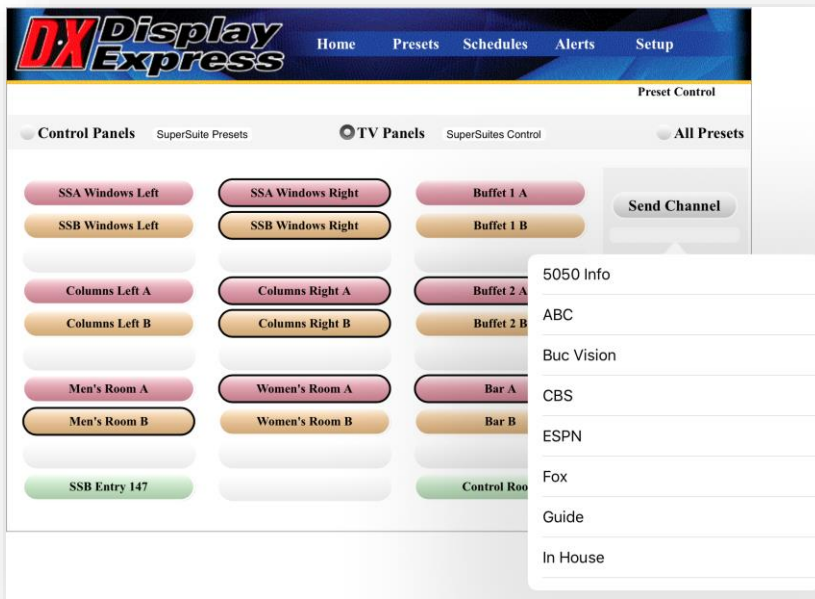 DX Display Express
Home Presets Schedules Alerts Setup
Preset Control
Control Panels SuperSuite Presets TV Panels SuperSuites Control All Presets
SSA Windows Left SSA Windows Right Buffet 1 A
Send Channel
SSB Windows Left SSB Windows Right Buffet 1 B
Columns Left A Columns Right A Buffet 2 A
Columns Left B Columns Right B Buffet 2 B
Men's Room A Women's Room A Bar A
Men's Room B Women's Room B Bar B
SSB Entry 147 Control Roo
5050 Info
ABC
Buc Vision
CBS
ESPN
Fox
Guide
In House